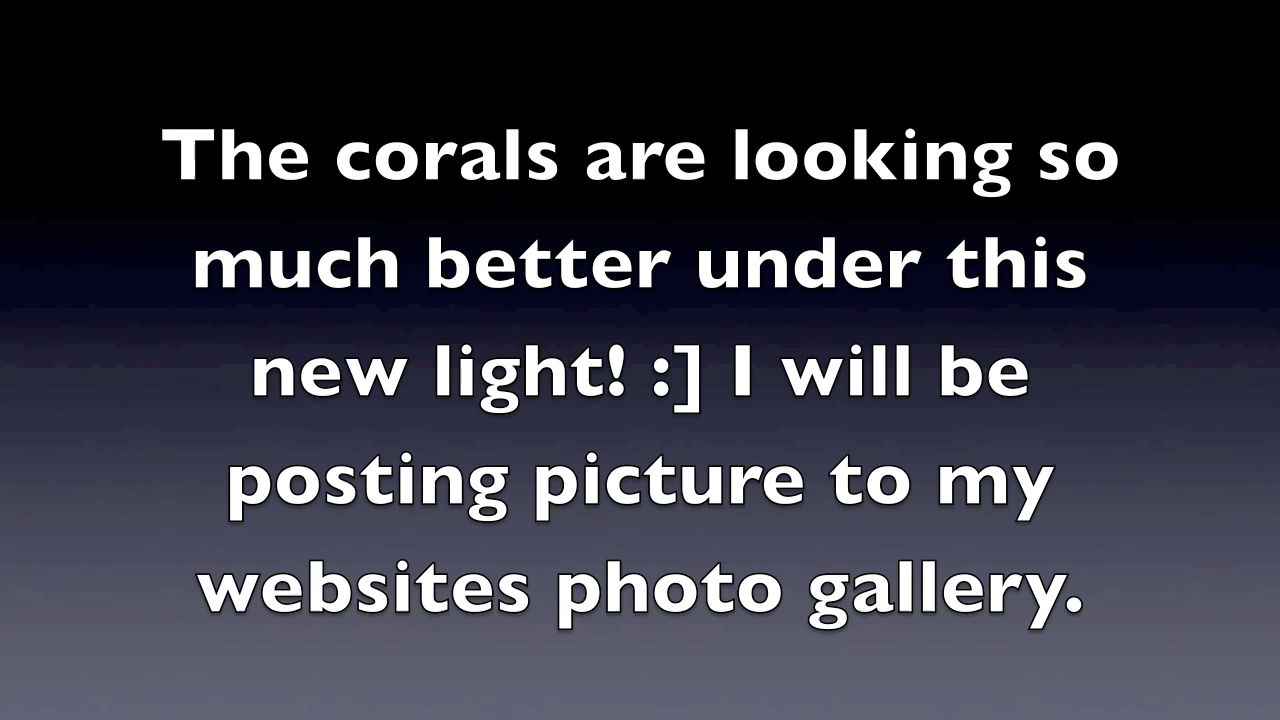 The corals are looking so
much better under this
new light! :] I will be
posting picture to my
websites photo gallery.